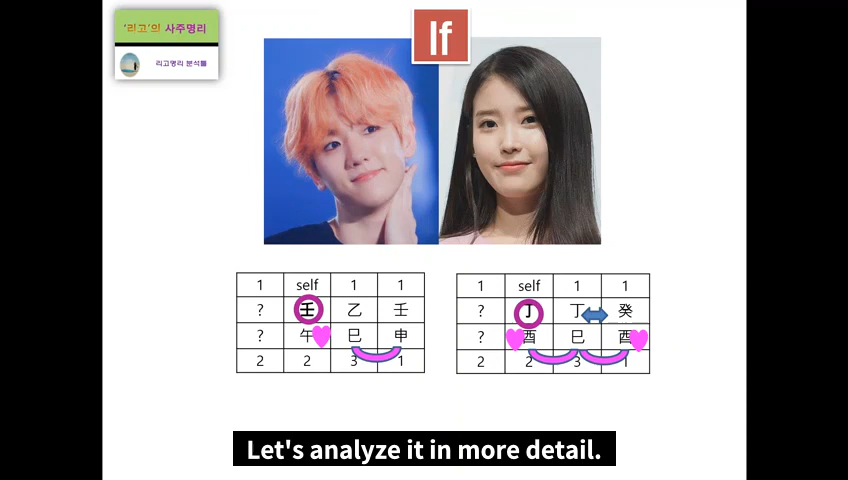 '리고'의 사주명리
리고명리 분석틀
If
1 self 1 1
? 壬 乙 壬
? 午 巳 申
2 2 3 1
1 self 1 1
? 丁 丁 癸
? 酉 巳 酉
2 2 3 1
Let's analyze it in more detail.